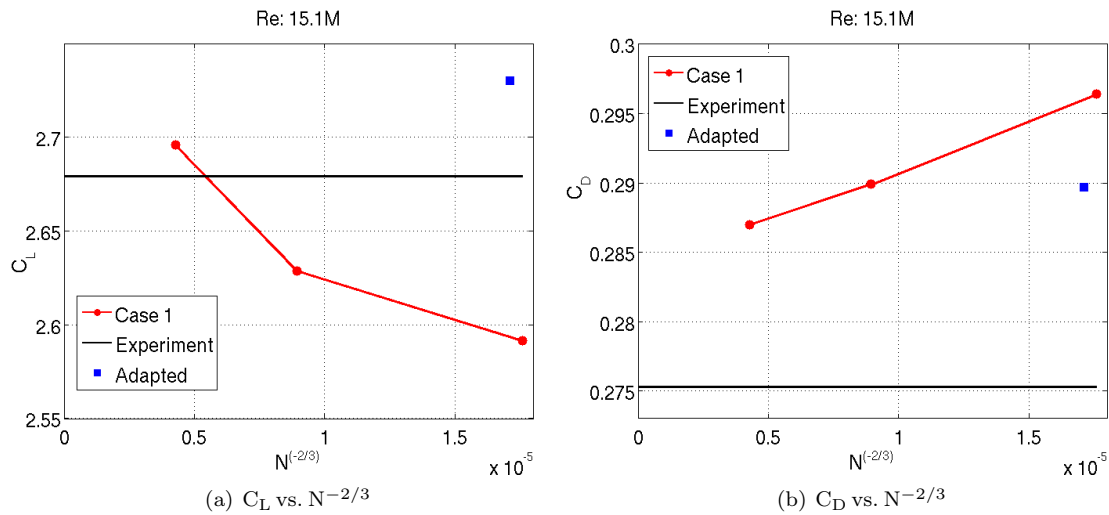 Re: 15.1M
2.7
2.65
2.6
2.55
C_L
Case 1
Experiment
Adapted
0 0.5 1 1.5
x 10^-5
N^(-2/3)
(a) C_L vs. N^−2/3
Re: 15.1M
0.3
0.295
0.29
0.285
0.28
0.275
C_D
Case 1
Experiment
Adapted
0 0.5 1 1.5
x 10^-5
N^(-2/3)
(b) C_D vs. N^−2/3